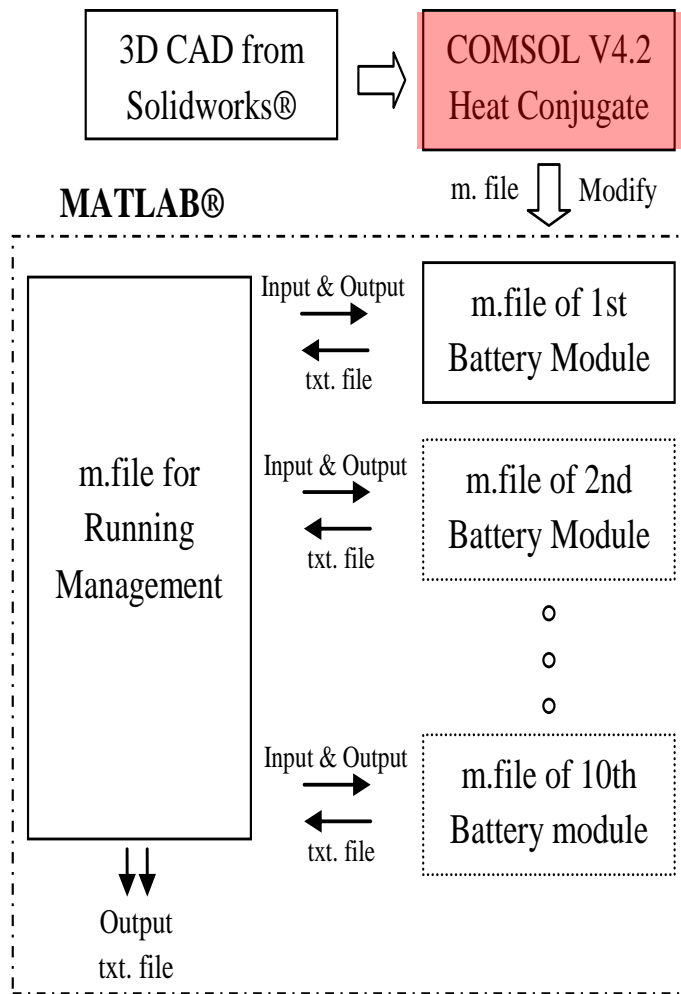 3D CAD from
Solidworks®
COMSOL V4.2
Heat Conjugate
m. file
Modify
MATLAB®
m.file for
Running
Management
Input & Output
txt. file
m.file of 1st
Battery Module
Input & Output
txt. file
m.file of 2nd
Battery Module
Input & Output
txt. file
m.file of 10th
Battery module
Output
txt. file